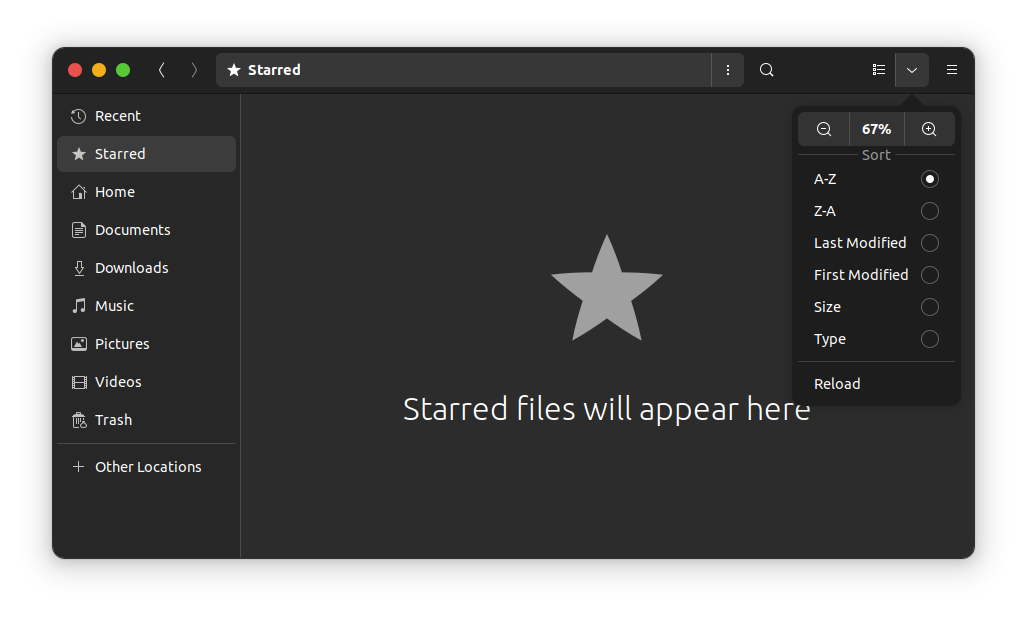 Starred
Recent
Starred
Home
Documents
Downloads
Music
Pictures
Videos
Trash
Other Locations
Starred files will appear here
67%
Sort
A-Z
Z-A
Last Modified
First Modified
Size
Type
Reload